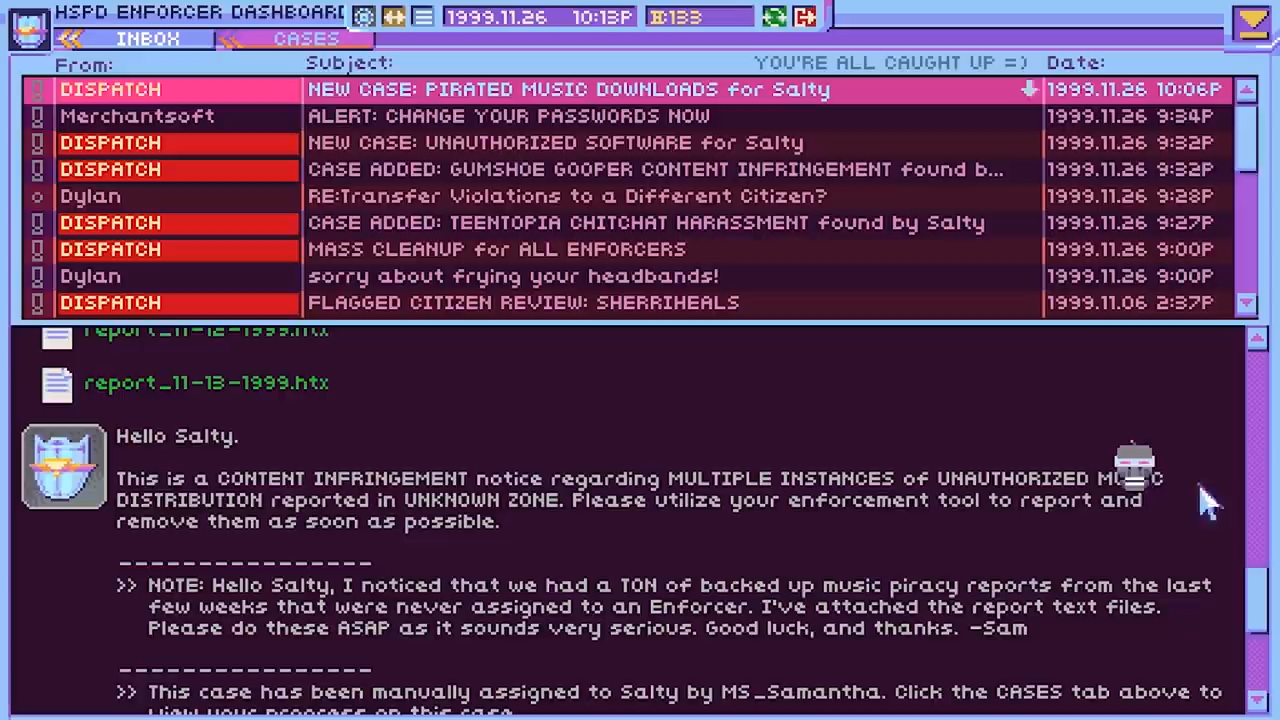 HSPD ENFORCER DASHBOARD
1999.11.26 10:13P
133
INBOX
CASES
From:
Subject:
YOU'RE ALL CAUGHT UP =)
Date:
DISPATCH NEW CASE: PIRATED MUSIC DOWNLOADS for Salty 1999.11.26 10:06P
Merchantsoft ALERT: CHANGE YOUR PASSWORDS NOW 1999.11.26 9:34P
DISPATCH NEW CASE: UNAUTHORIZED SOFTWARE for Salty 1999.11.26 9:32P
DISPATCH CASE ADDED: GUMSHOE GOOPER CONTENT INFRINGEMENT found b... 1999.11.26 9:32P
Dylan RE:Transfer Violations to a Different Citizen? 1999.11.26 9:28P
DISPATCH CASE ADDED: TEENTOPIA CHITCHAT HARASSMENT found by Salty 1999.11.26 9:27P
DISPATCH MASS CLEANUP for ALL ENFORCERS 1999.11.26 9:00P
Dylan sorry about frying your headbands! 1999.11.26 9:00P
DISPATCH FLAGGED CITIZEN REVIEW: SHERRIHEALS 1999.11.06 2:37P
report_11-12-1999.htx
report_11-13-1999.htx
Hello Salty.
This is a CONTENT INFRINGEMENT notice regarding MULTIPLE INSTANCES of UNAUTHORIZED MUSIC
DISTRIBUTION reported in UNKNOWN ZONE. Please utilize your enforcement tool to report and
remove them as soon as possible.
----------------
>> NOTE: Hello Salty, I noticed that we had a TON of backed up music piracy reports from the last
few weeks that were never assigned to an Enforcer. I've attached the report text files.
Please do these ASAP as it sounds very serious. Good luck, and thanks. -Sam
----------------
>> This case has been manually assigned to Salty by MS_Samantha. Click the CASES tab above to
view your progress on this case.